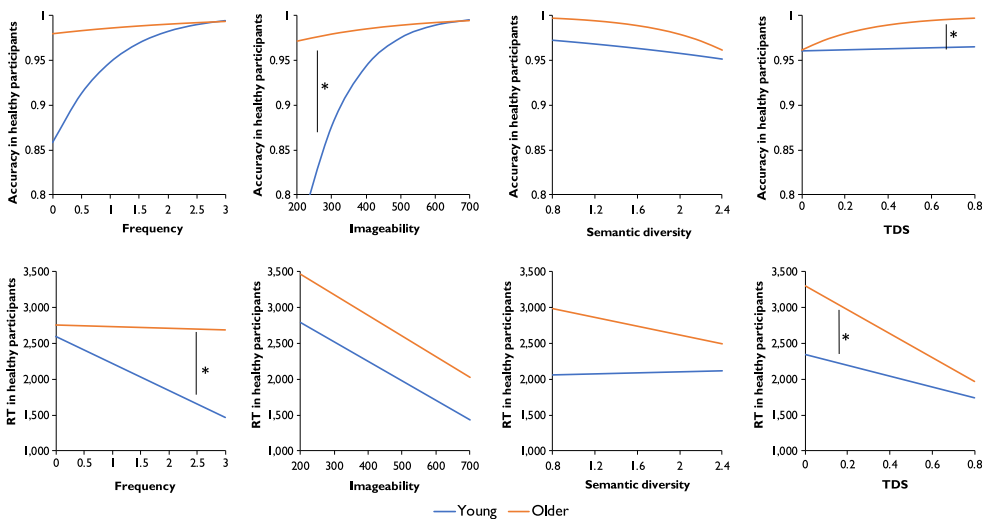 Accuracy in healthy participants
1
0.95
0.9
0.85
0.8
0 0.5 1 1.5 2 2.5 3
Frequency
Accuracy in healthy participants
1
0.95
0.9
0.85
0.8
*
200 300 400 500 600 700
Imageability
Accuracy in healthy participants
1
0.95
0.9
0.85
0.8
0.8 1.2 1.6 2 2.4
Semantic diversity
Accuracy in healthy participants
1
0.95
0.9
0.85
0.8
*
0 0.2 0.4 0.6 0.8
TDS
RT in healthy participants
3,500
3,000
2,500
2,000
1,500
1,000
*
0 0.5 1 1.5 2 2.5 3
Frequency
RT in healthy participants
3,500
3,000
2,500
2,000
1,500
1,000
200 300 400 500 600 700
Imageability
RT in healthy participants
3,500
3,000
2,500
2,000
1,500
1,000
0.8 1.2 1.6 2 2.4
Semantic diversity
RT in healthy participants
3,500
3,000
2,500
2,000
1,500
1,000
*
0 0.2 0.4 0.6 0.8
TDS
Young Older